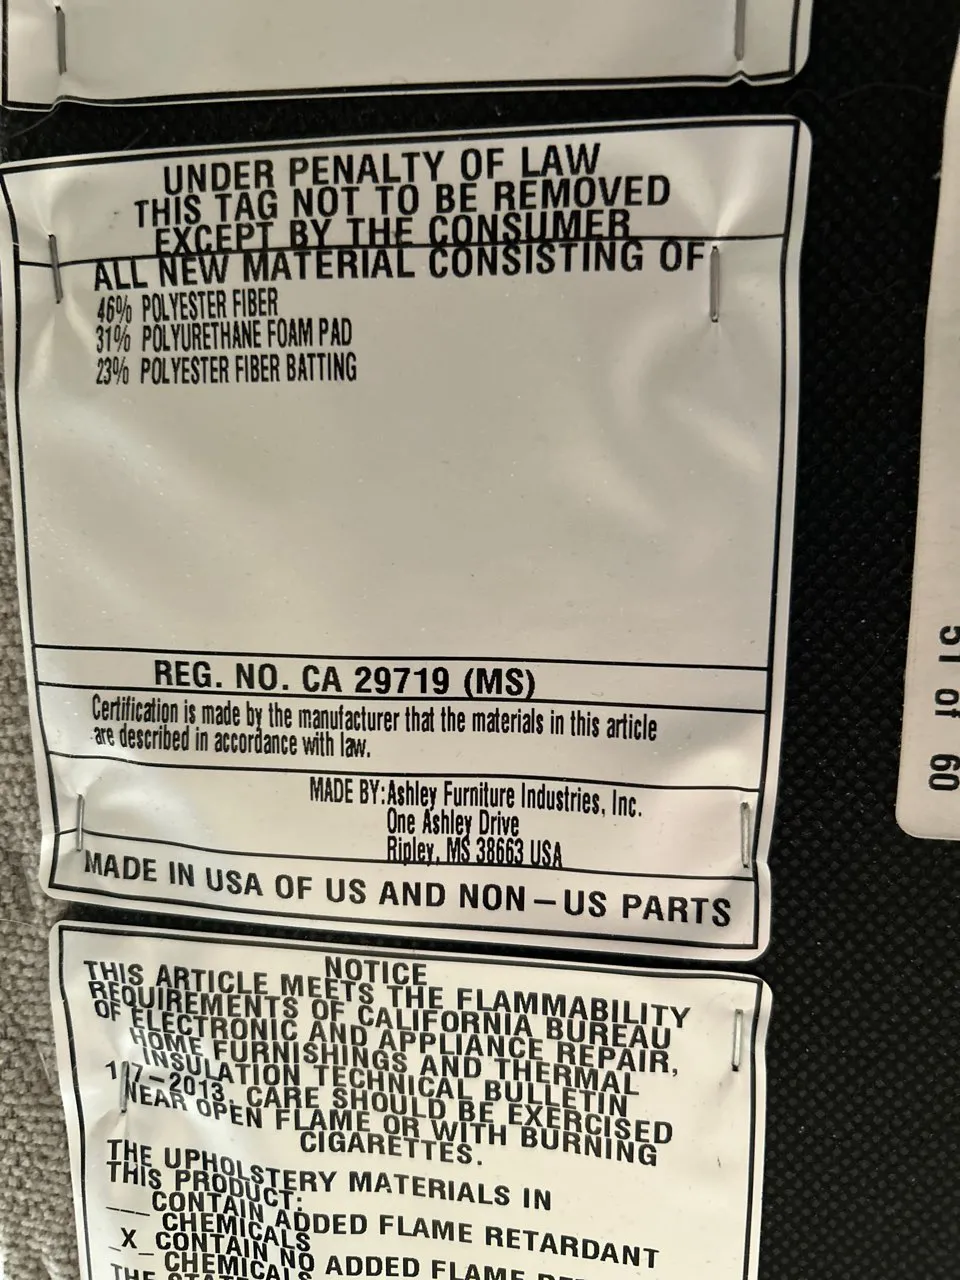 UNDER PENALTY OF LAW
THIS TAG NOT TO BE REMOVED
EXCEPT BY THE CONSUMER
ALL NEW MATERIAL CONSISTING OF
46% POLYESTER FIBER
31% POLYURETHANE FOAM PAD
23% POLYESTER FIBER BATTING
REG. NO. CA 29719 (MS)
Certification is made by the manufacturer that the materials in this article
are described in accordance with law.
MADE BY:Ashley Furniture Industries, Inc.
One Ashley Drive
Ripley, MS 38663 USA
MADE IN USA OF US AND NON-US PARTS
NOTICE
THIS ARTICLE MEETS THE FLAMMABILITY
REQUIREMENTS OF CALIFORNIA BUREAU
OF ELECTRONIC AND APPLIANCE REPAIR,
HOME FURNISHINGS AND THERMAL
INSULATION TECHNICAL BULLETIN
117-2013. CARE SHOULD BE EXERCISED
NEAR OPEN FLAME OR WITH BURNING
CIGARETTES.
THE UPHOLSTERY MATERIALS IN
THIS PRODUCT:
___CONTAIN ADDED FLAME RETARDANT
CHEMICALS
_X_CONTAIN NO ADDED FLAME
CHEMICALS
THE STATE
51 of 60